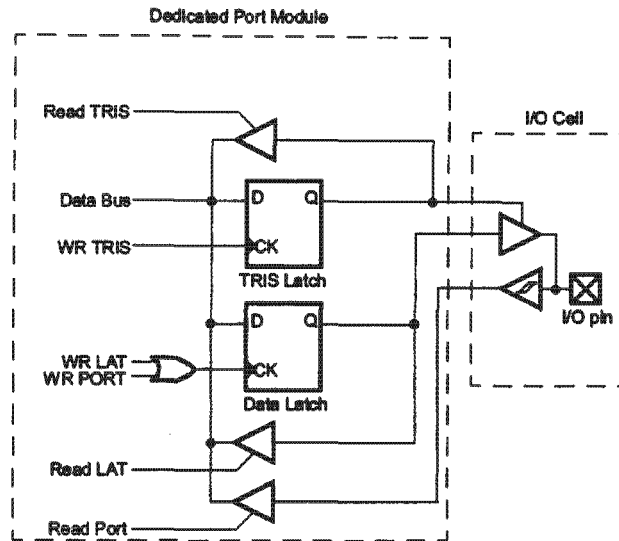 Dedicated Port Module
Read TRIS
I/O Cell
Data Bus
D
Q
WR TRIS
CK
TRIS Latch
I/O pin
D
Q
WR LAT
WR PORT
CK
Data Latch
Read LAT
Read Port